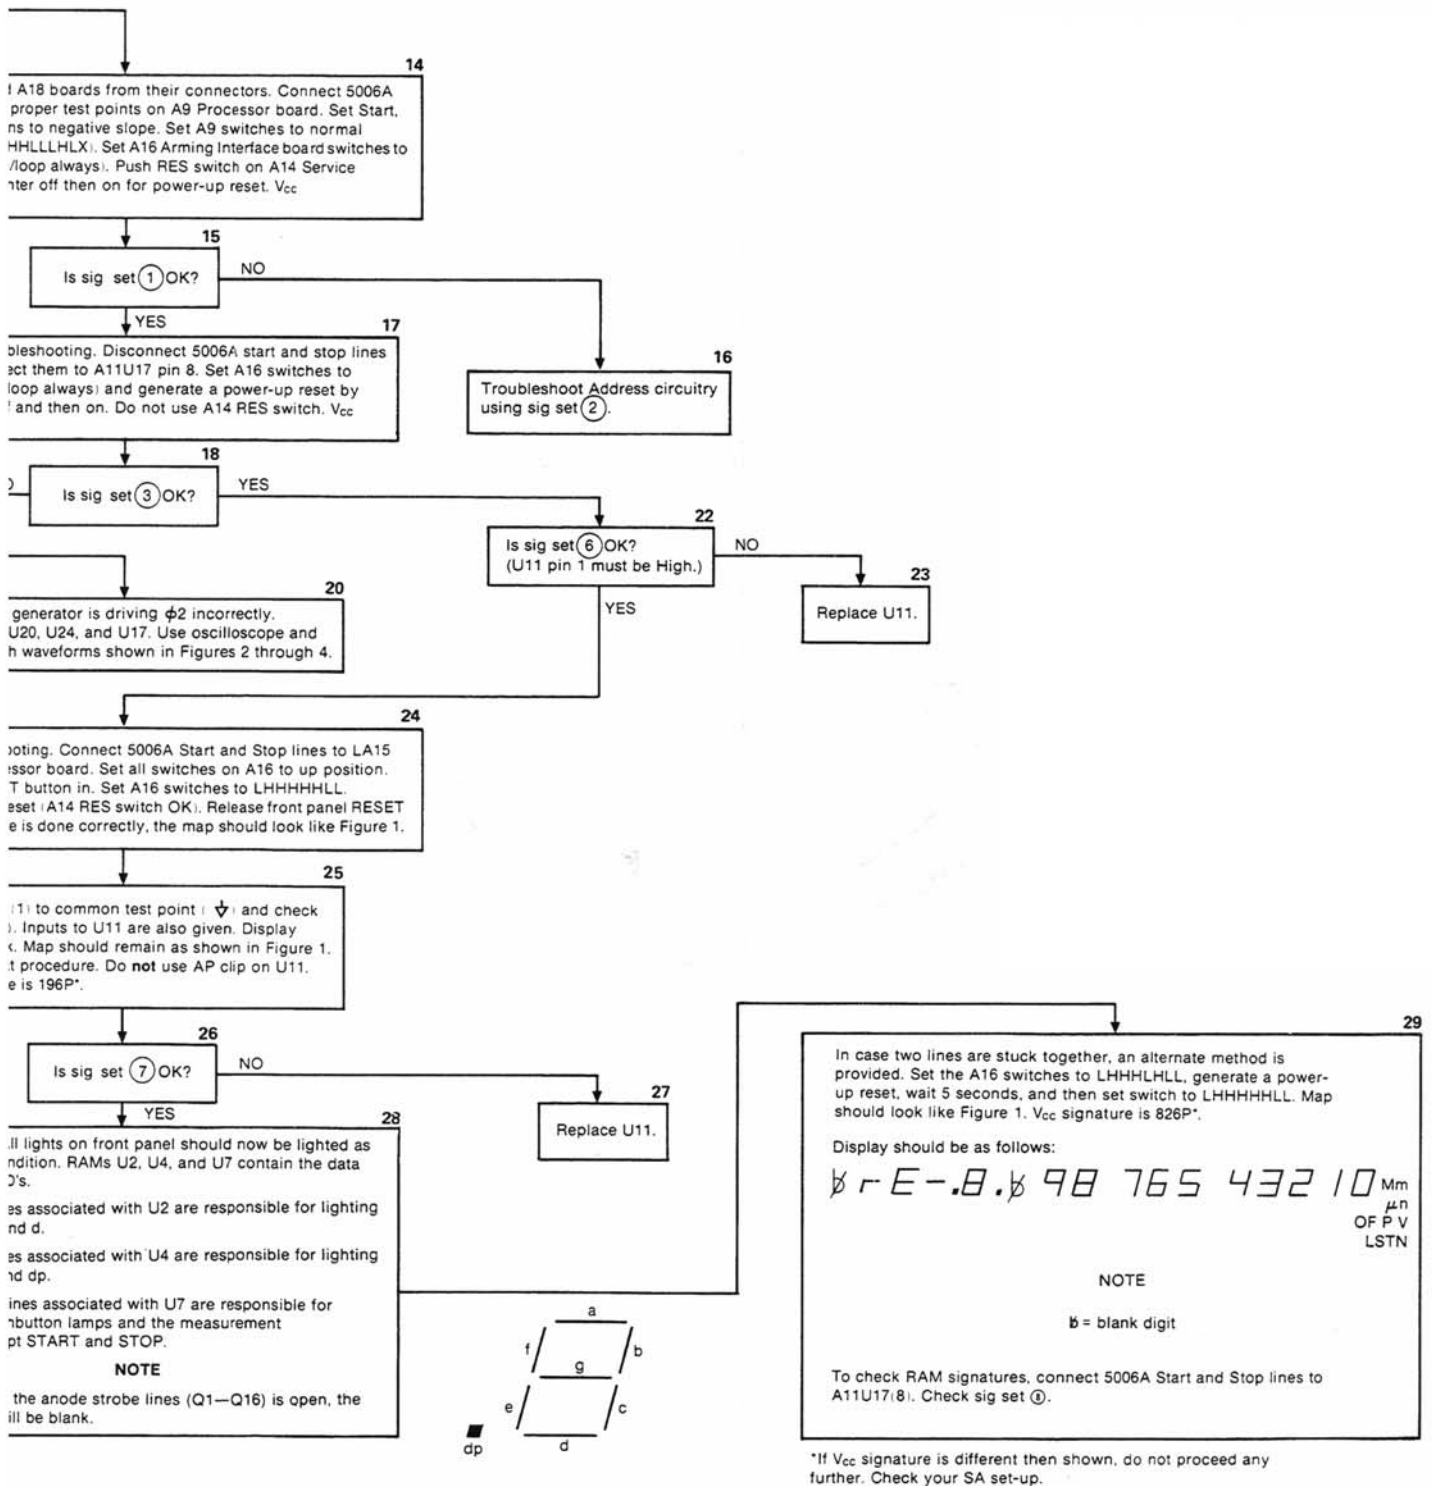 14
A18 boards from their connectors. Connect 5006A
proper test points on A9 Processor board. Set Start,
ns to negative slope. Set A9 switches to normal
HHLLLHLX). Set A16 Arming Interface board switches to
/loop always). Push RES switch on A14 Service
nter off then on for power-up reset. Vcc
15
Is sig set ① OK?
NO
YES
17
bleshooting. Disconnect 5006A start and stop lines
ect them to A11U17 pin 8. Set A16 switches to
loop always) and generate a power-up reset by
and then on. Do not use A14 RES switch. Vcc
16
Troubleshoot Address circuitry
using sig set ②.
18
Is sig set ③ OK?
YES
22
Is sig set ⑥ OK?
(U11 pin 1 must be High.)
NO
YES
23
Replace U11.
20
generator is driving ϕ2 incorrectly.
U20, U24, and U17. Use oscilloscope and
h waveforms shown in Figures 2 through 4.
24
ooting. Connect 5006A Start and Stop lines to LA15
essor board. Set all switches on A16 to up position.
T button in. Set A16 switches to LHHHHHLL.
eset (A14 RES switch OK). Release front panel RESET
e is done correctly, the map should look like Figure 1.
25
(1) to common test point ( ) and check
). Inputs to U11 are also given. Display
k. Map should remain as shown in Figure 1.
t procedure. Do not use AP clip on U11.
e is 196P*.
26
Is sig set ⑦ OK?
NO
YES
27
Replace U11.
28
ll lights on front panel should now be lighted as
ndition. RAMs U2, U4, and U7 contain the data
0's.
es associated with U2 are responsible for lighting
nd d.
es associated with U4 are responsible for lighting
nd dp.
ines associated with U7 are responsible for
nbutton lamps and the measurement
pt START and STOP.
NOTE
the anode strobe lines (Q1—Q16) is open, the
ill be blank.
a
f
b
g
e
c
d
dp
29
In case two lines are stuck together, an alternate method is
provided. Set the A16 switches to LHHHLHLL, generate a power-
up reset, wait 5 seconds, and then set switch to LHHHHHLL. Map
should look like Figure 1. Vcc signature is 826P*.
Display should be as follows:
ƀ r E -.8.ƀ 98 765 43210 Mm
μn
OF P V
LSTN
NOTE
ƀ = blank digit
To check RAM signatures, connect 5006A Start and Stop lines to
A11U17(8). Check sig set ⑧.
*If Vcc signature is different then shown, do not proceed any
further. Check your SA set-up.